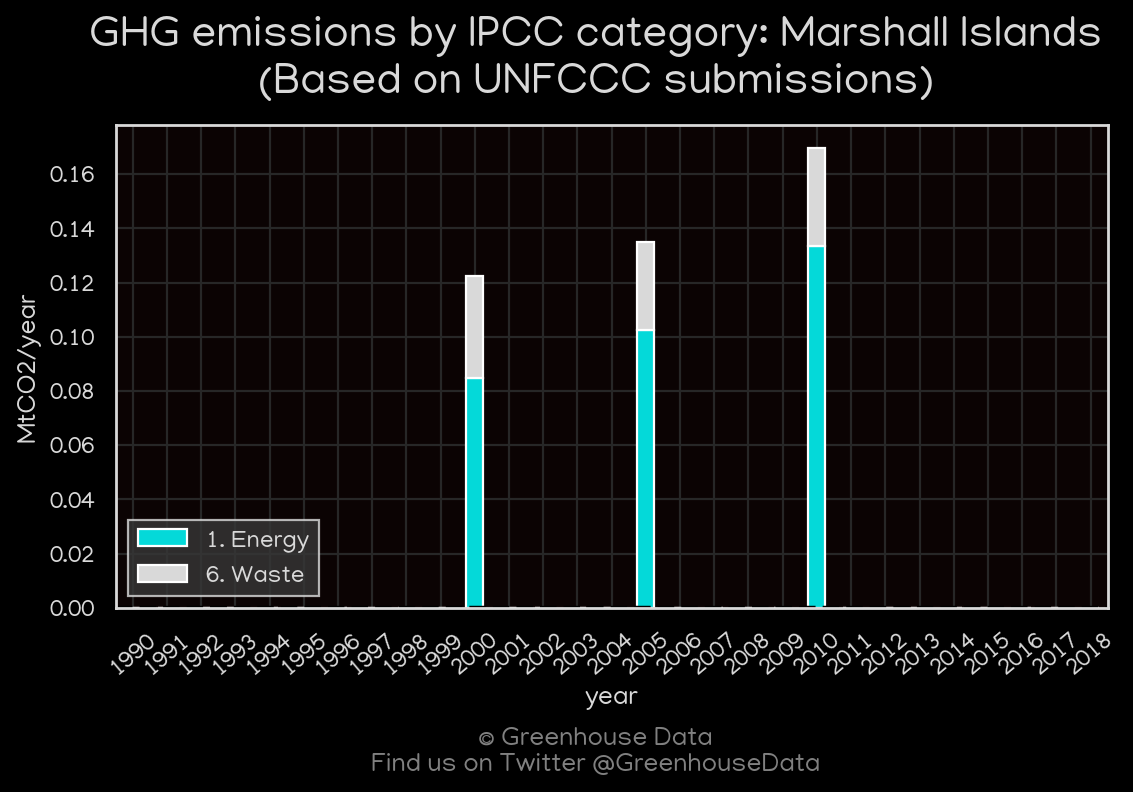 GHG emissions by IPCC category: Marshall Islands
(Based on UNFCCC submissions)
MtCO2/year
0.16
0.14
0.12
0.10
0.08
0.06
0.04
0.02
0.00
1. Energy
6. Waste
1990 1991 1992 1993 1994 1995 1996 1997 1998 1999 2000 2001 2002 2003 2004 2005 2006 2007 2008 2009 2010 2011 2012 2013 2014 2015 2016 2017 2018
year
© Greenhouse Data
Find us on Twitter @GreenhouseData